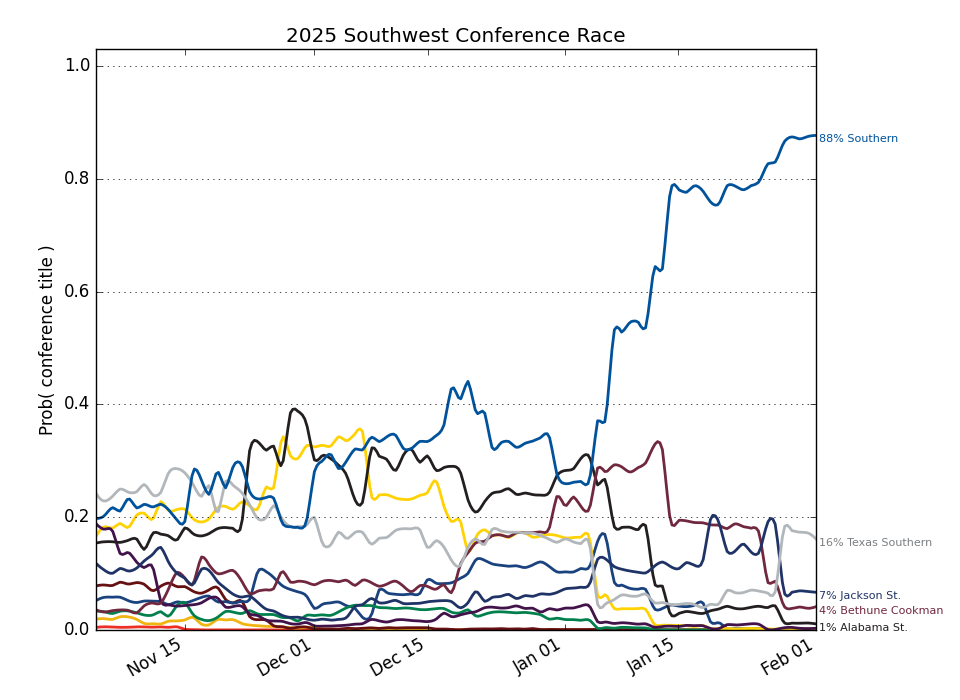 2025 Southwest Conference Race
Prob( conference title )
1.0
0.8
0.6
0.4
0.2
0.0
88% Southern
16% Texas Southern
7% Jackson St.
4% Bethune Cookman
1% Alabama St.
Nov 15
Dec 01
Dec 15
Jan 01
Jan 15
Feb 01